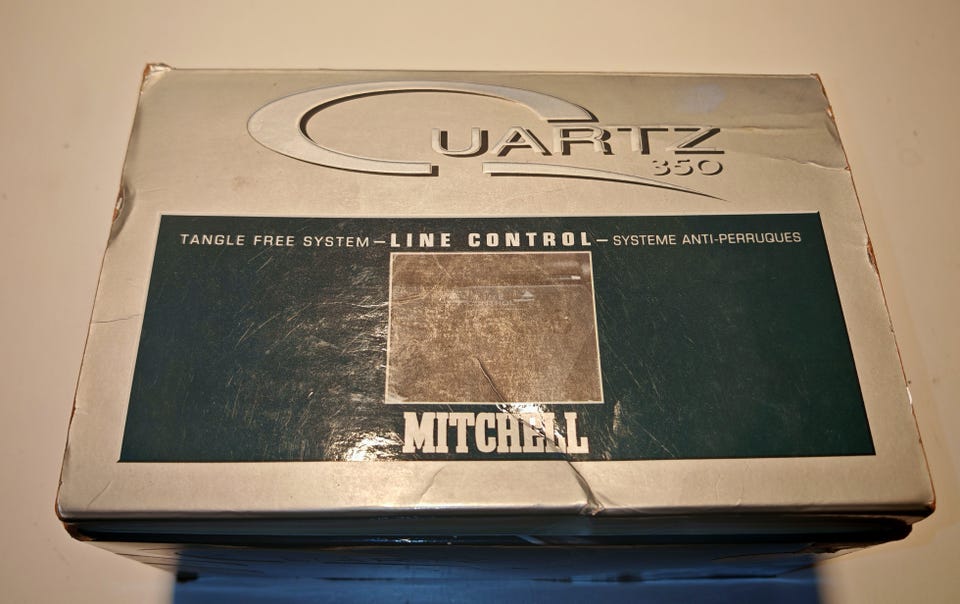 QUARTZ
350
TANGLE FREE SYSTEM – LINE CONTROL – SYSTEME ANTI-PERRUQUES
MITCHELL